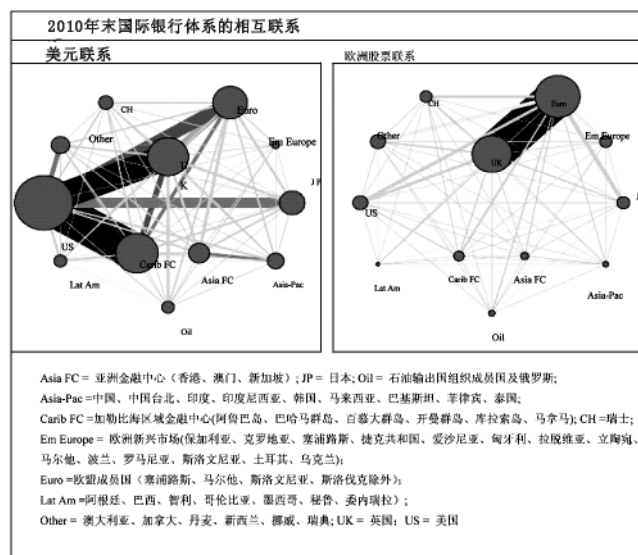 2010年末国际银行体系的相互联系
美元联系
欧洲股票联系
CH
Euro
Other
U
K
Em Europe
J P
US
Carib FC
Asia FC
Lat Am
Asia-Pac
Oil
CH
Euro
Other
UK
Em Europe
US
Lat Am
Carib FC
Asia FC
Asia-Pac
Oil
Asia FC = 亚洲金融中心（香港、澳门、新加坡）; JP = 日本; Oil = 石油输出国组织成员国及俄罗斯;
Asia-Pac=中国、中国台北、印度、印度尼西亚、韩国、马来西亚、巴基斯坦、菲律宾、泰国;
Carib FC=加勒比海区域金融中心(阿鲁巴岛、巴哈马群岛、百慕大群岛、开曼群岛、库拉索岛、马拿马); CH =瑞士;
Em Europe = 欧洲新兴市场(保加利亚、克罗地亚、塞浦路斯、捷克共和国、爱沙尼亚、匈牙利、拉脱维亚、立陶宛、
马尔他、波兰、罗马尼亚、斯洛文尼亚、土耳其、乌克兰);
Euro =欧盟成员国（塞浦路斯、马尔他、斯洛文尼亚、斯洛伐克除外）;
Lat Am =阿根廷、巴西、智利、哥伦比亚、墨西哥、秘鲁、委内瑞拉）;
Other = 澳大利亚、加拿大、丹麦、新西兰、挪威、瑞典; UK = 英国; US = 美国